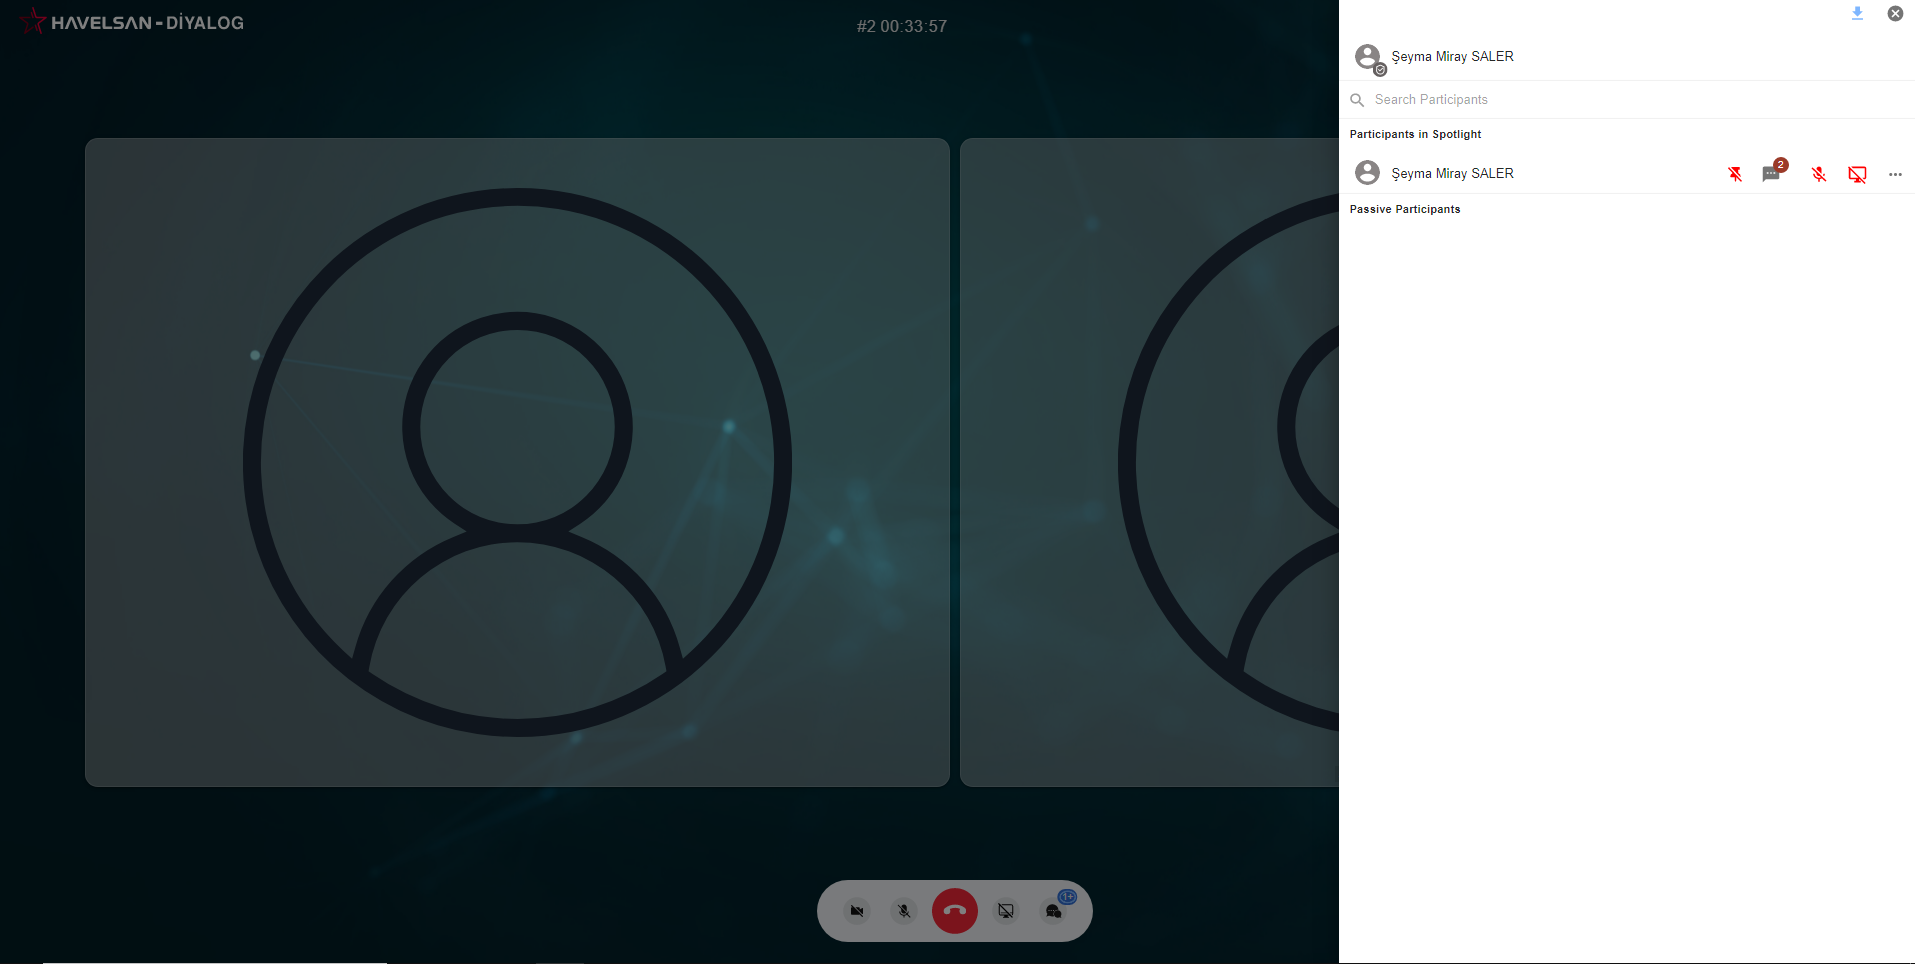 HAVELSAN - DİYALOG
#2 00:33:57
Şeyma Miray SALER
Search Participants
Participants in Spotlight
Şeyma Miray SALER
2
Passive Participants
1+